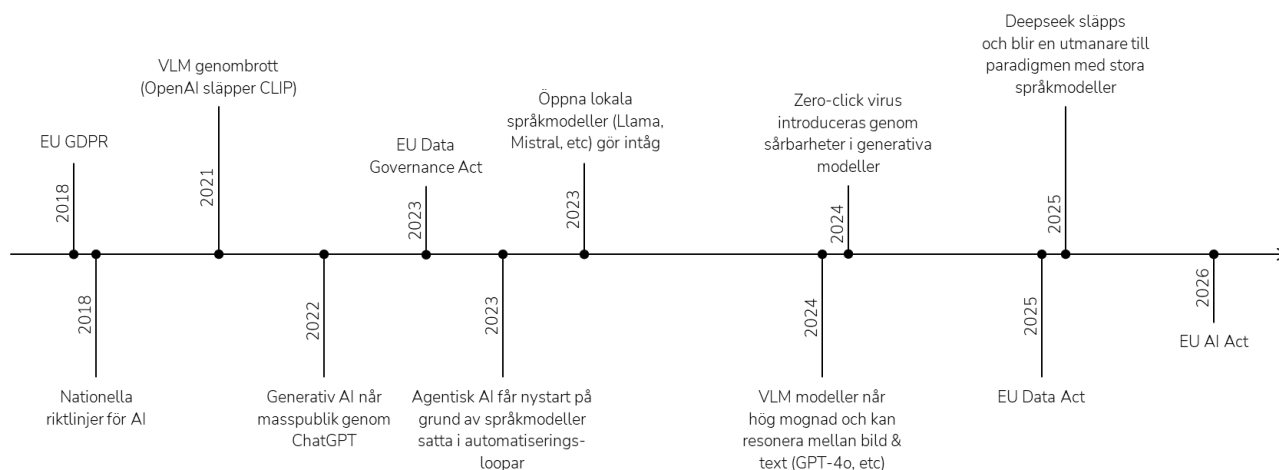 EU GDPR
2018
2018
Nationella
riktlinjer för AI
VLM genombrott
(OpenAI släpper CLIP)
2021
2022
Generativ AI når
masspublik genom
ChatGPT
EU Data
Governance Act
2023
2023
Agentisk AI får nystart på
grund av språkmodeller
satta i automatiserings-
loopar
Öppna lokala
språkmodeller (Llama,
Mistral, etc) gör intåg
2023
2024
VLM modeller når
hög mognad och kan
resonera mellan bild &
text (GPT-4o, etc)
Zero-click virus
introduceras genom
sårbarheter i generativa
modeller
2024
2025
EU Data Act
Deepseek släpps
och blir en utmanare till
paradigmen med stora
språkmodeller
2025
2026
EU AI Act